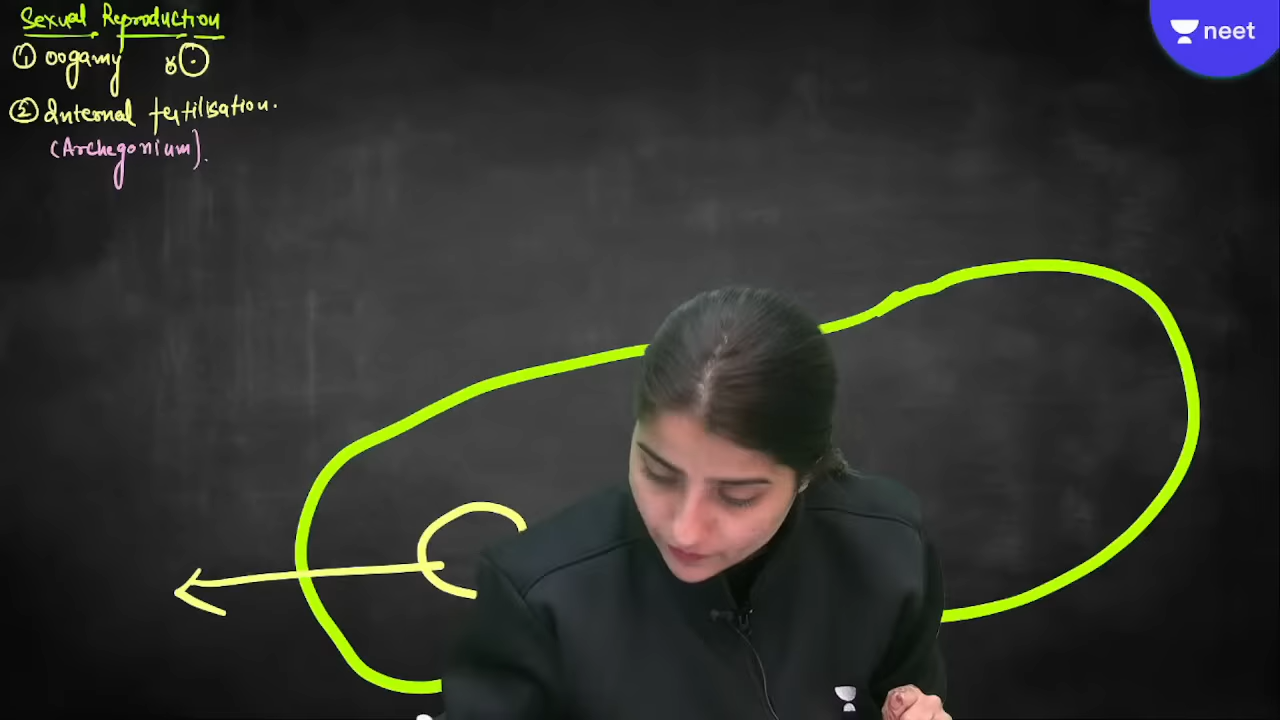 Sexual Reproduction
① oogamy
② Internal fertilisation.
(Archegonium).
neet